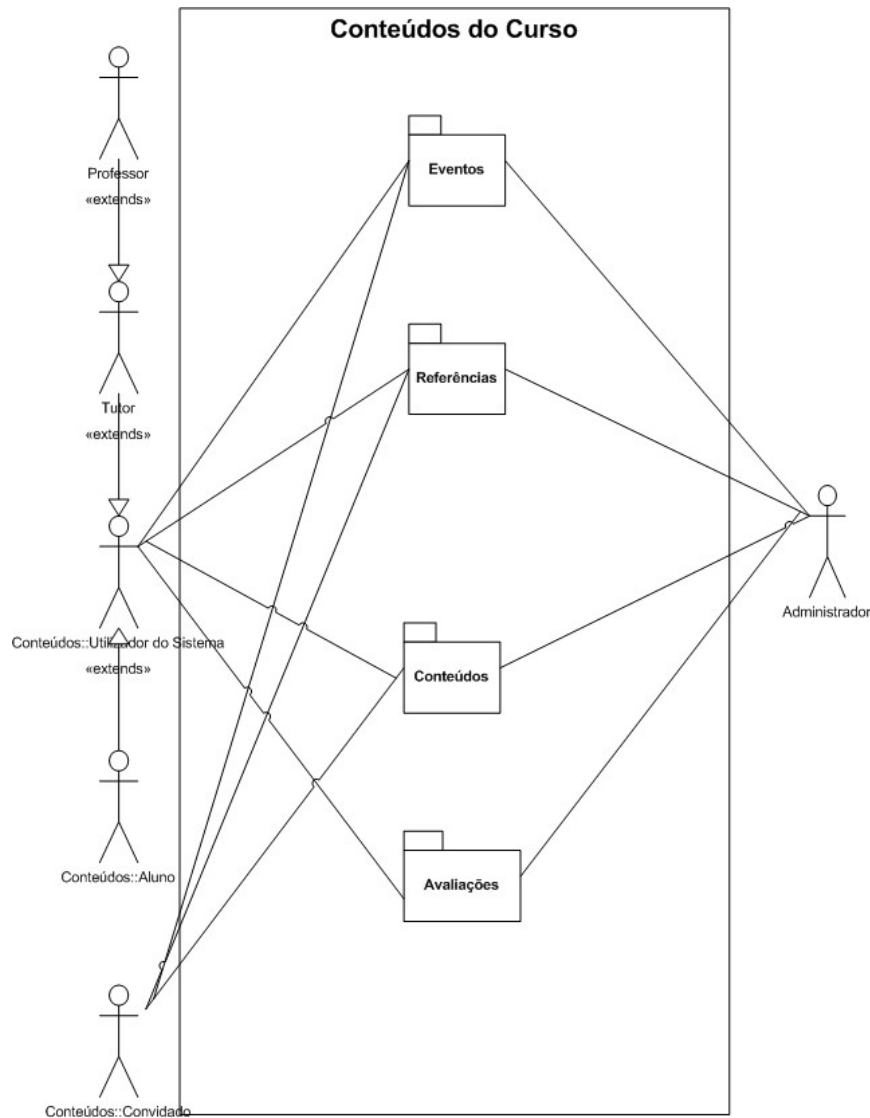 Conteúdos do Curso
Professor
«extends»
Eventos
Tutor
«extends»
Referências
Conteúdos::Utilizador do Sistema
«extends»
Administrador
Conteúdos
Conteúdos::Aluno
Avaliações
Conteúdos::Convidado